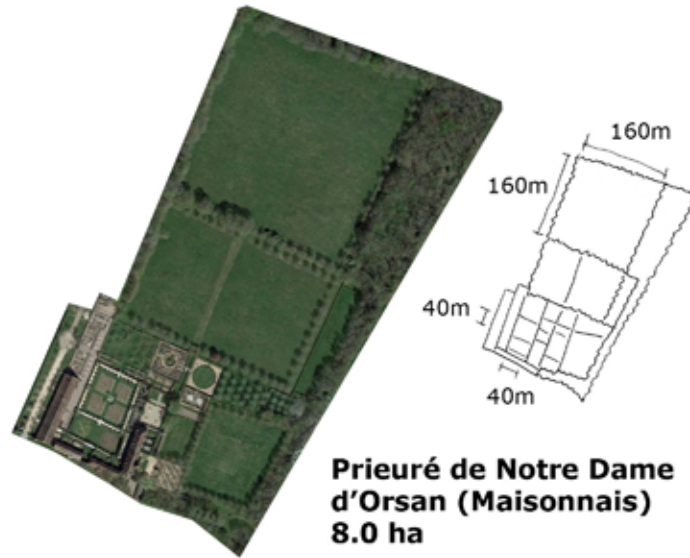 160m
160m
40m
40m
Prieuré de Notre Dame
d'Orsan (Maisonnais)
8.0 ha